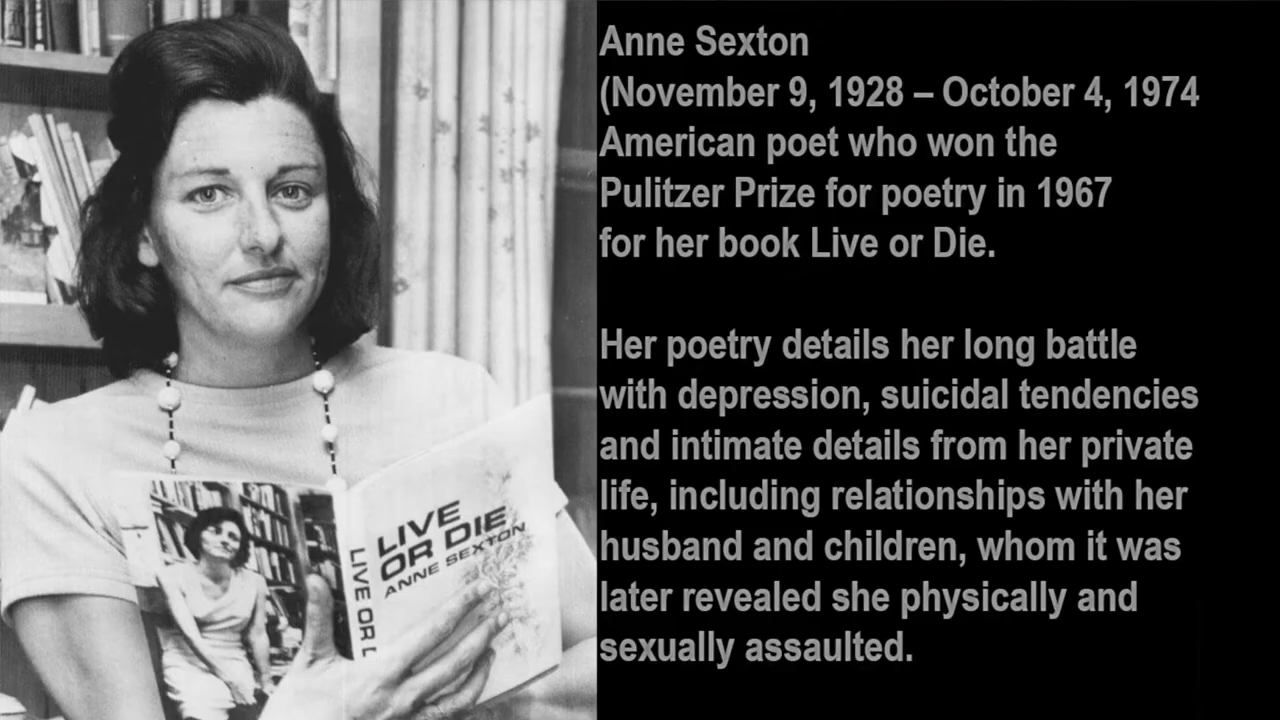 Anne Sexton
(November 9, 1928 – October 4, 1974
American poet who won the
Pulitzer Prize for poetry in 1967
for her book Live or Die.
Her poetry details her long battle
with depression, suicidal tendencies
and intimate details from her private
life, including relationships with her
husband and children, whom it was
later revealed she physically and
sexually assaulted.
LIVE
OR DIE
ANNE SEXTON
LIVE OR